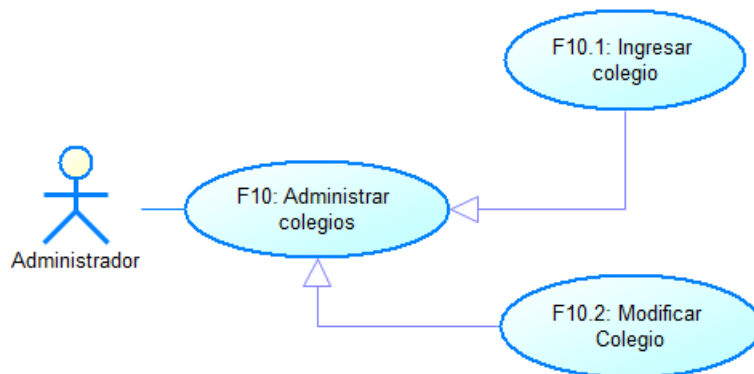 F10.1: Ingresar
colegio
F10: Administrar
colegios
Administrador
F10.2: Modificar
Colegio